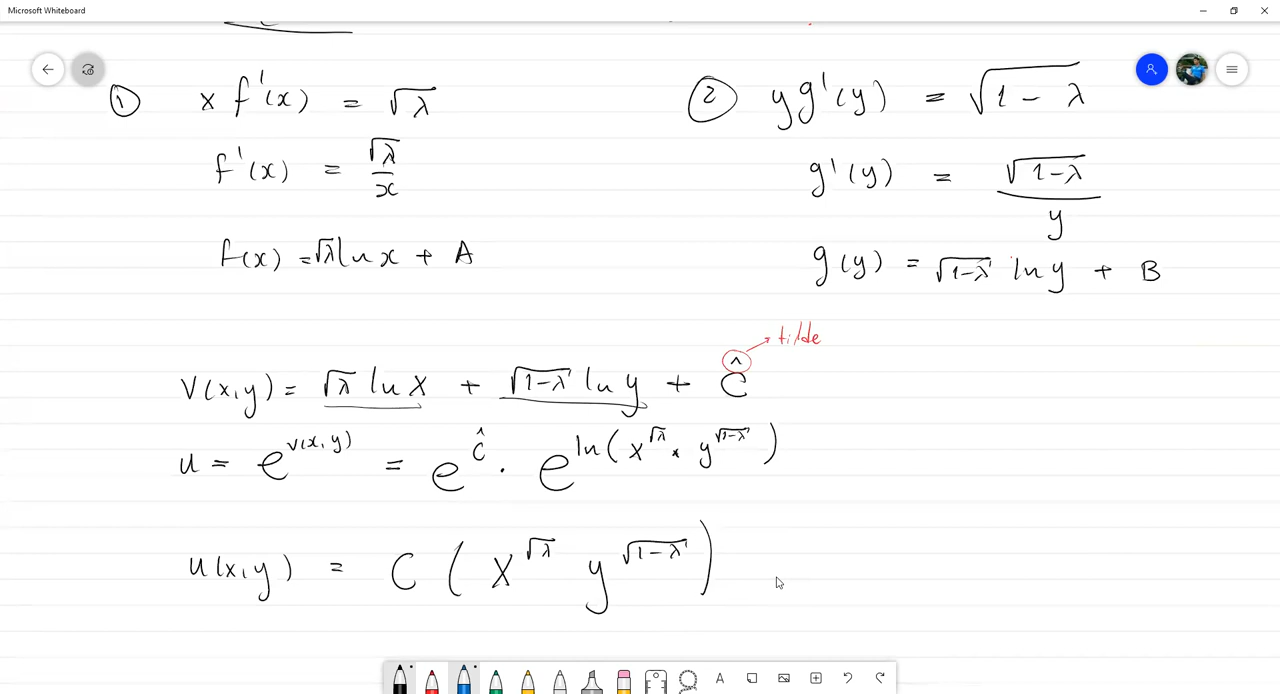 Microsoft Whiteboard
① x f'(x) = √λ
② y g'(y) = √(1 - λ)
f'(x) = √λ / x
g'(y) = √(1-λ) / y
f(x) = √λ ln x + A
g(y) = √(1-λ) ln y + B
tilde
V(x,y) = √λ ln x + √(1-λ) ln y + Ĉ
u = e^(V(x,y)) = e^Ĉ · e^(ln(x^√λ * y^√(1-λ)))
u(x,y) = C ( x^√λ y^√(1-λ) )
A